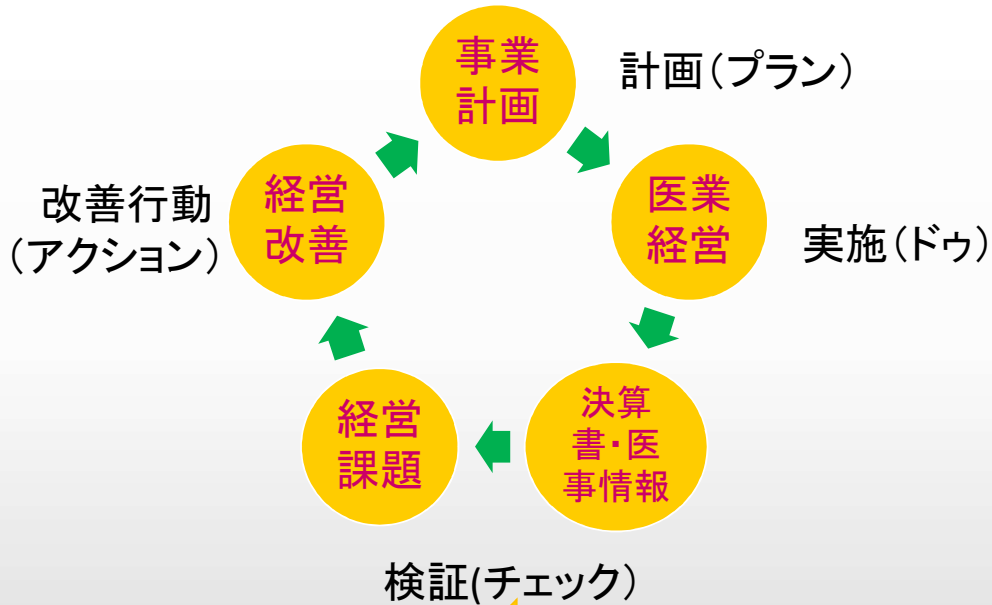 事業
計画
計画（プラン）
医業
経営
実施（ドゥ）
決算
書・医
事情報
経営
課題
検証(チェック）
経営
改善
改善行動
（アクション）